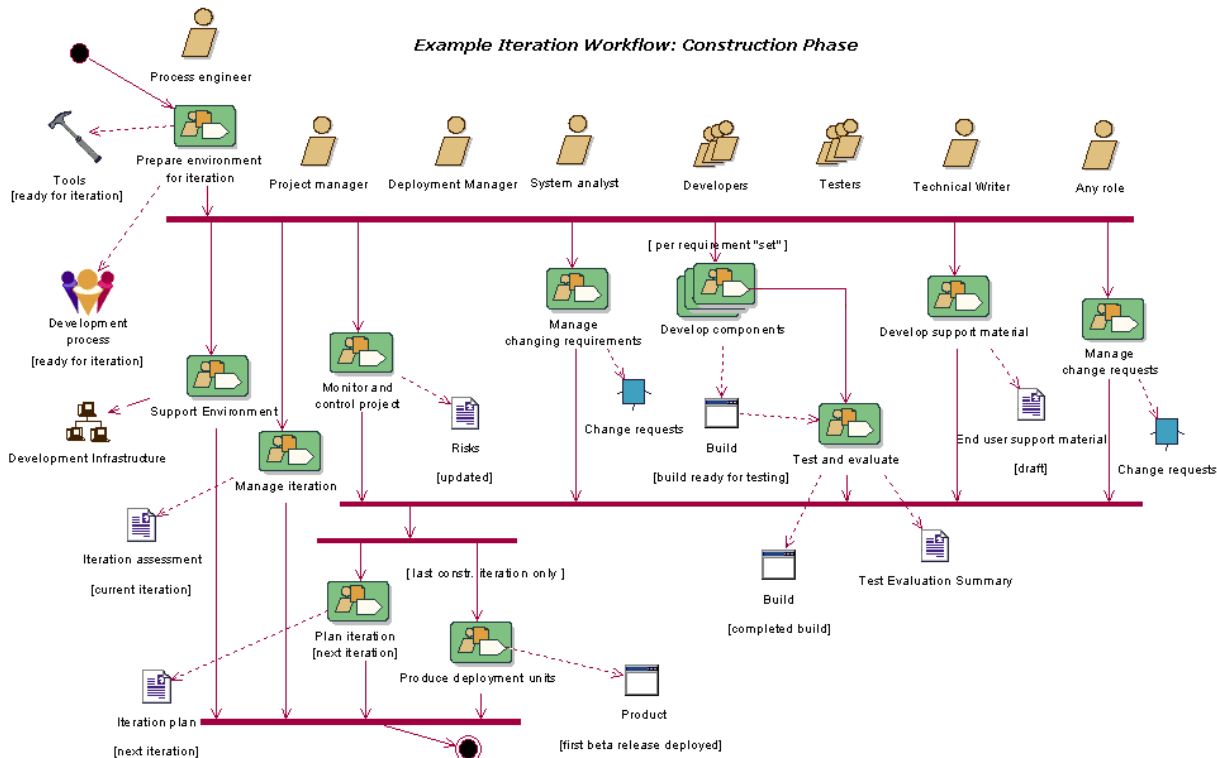 Example Iteration Workflow: Construction Phase
Process engineer
Prepare environment
for iteration
Tools
[ready for iteration]
Project manager
Deployment Manager
System analyst
Developers
Testers
Technical Writer
Any role
[ per requirement "set" ]
Development
process
[ready for iteration]
Support Environment
Development Infrastructure
Manage iteration
Iteration assessment
[current iteration]
Monitor and
control project
Risks
[updated]
Manage
changing requirements
Change requests
Develop components
Build
[build ready for testing]
Test and evaluate
Develop support material
End user support material
[draft]
Manage
change requests
Change requests
Build
[completed build]
Test Evaluation Summary
[ last constr. iteration only ]
Plan iteration
[next iteration]
Produce deployment units
Iteration plan
[next iteration]
Product
[first beta release deployed]